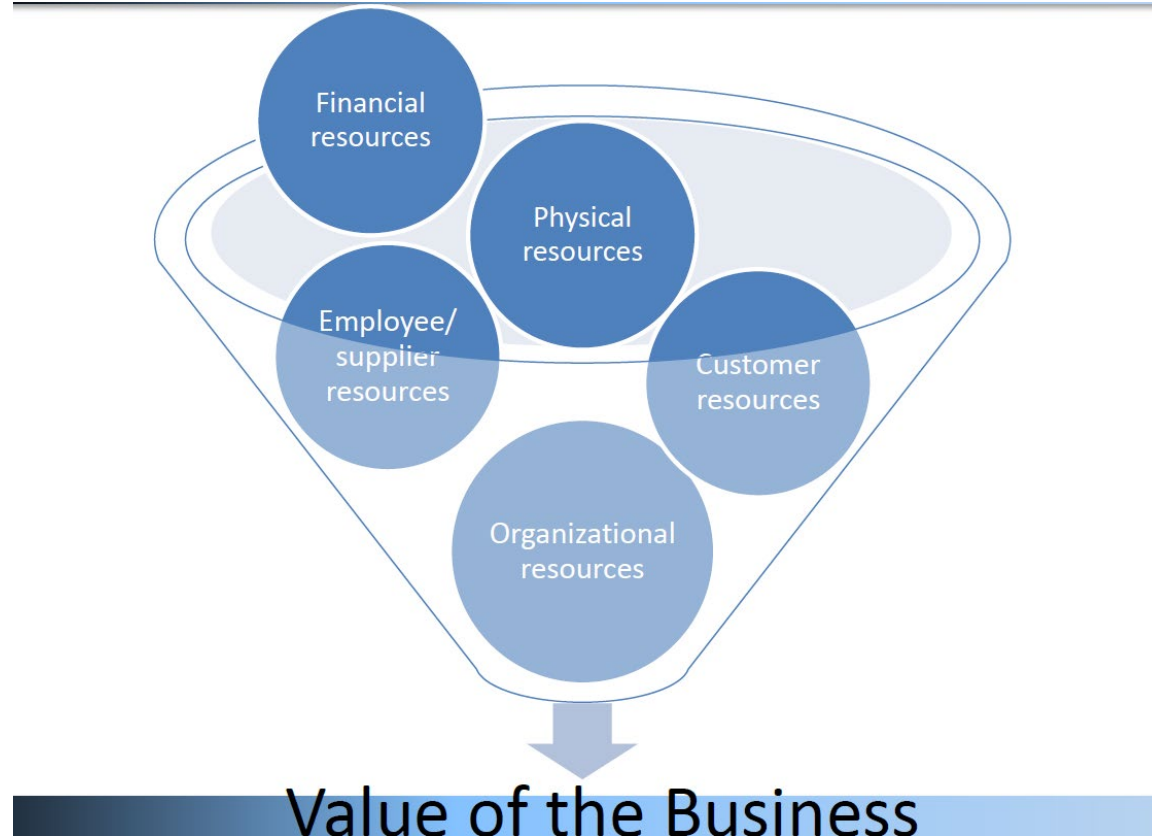 Financial
resources
Physical
resources
Employee/
supplier
resources
Customer
resources
Organizational
resources
Value of the Business